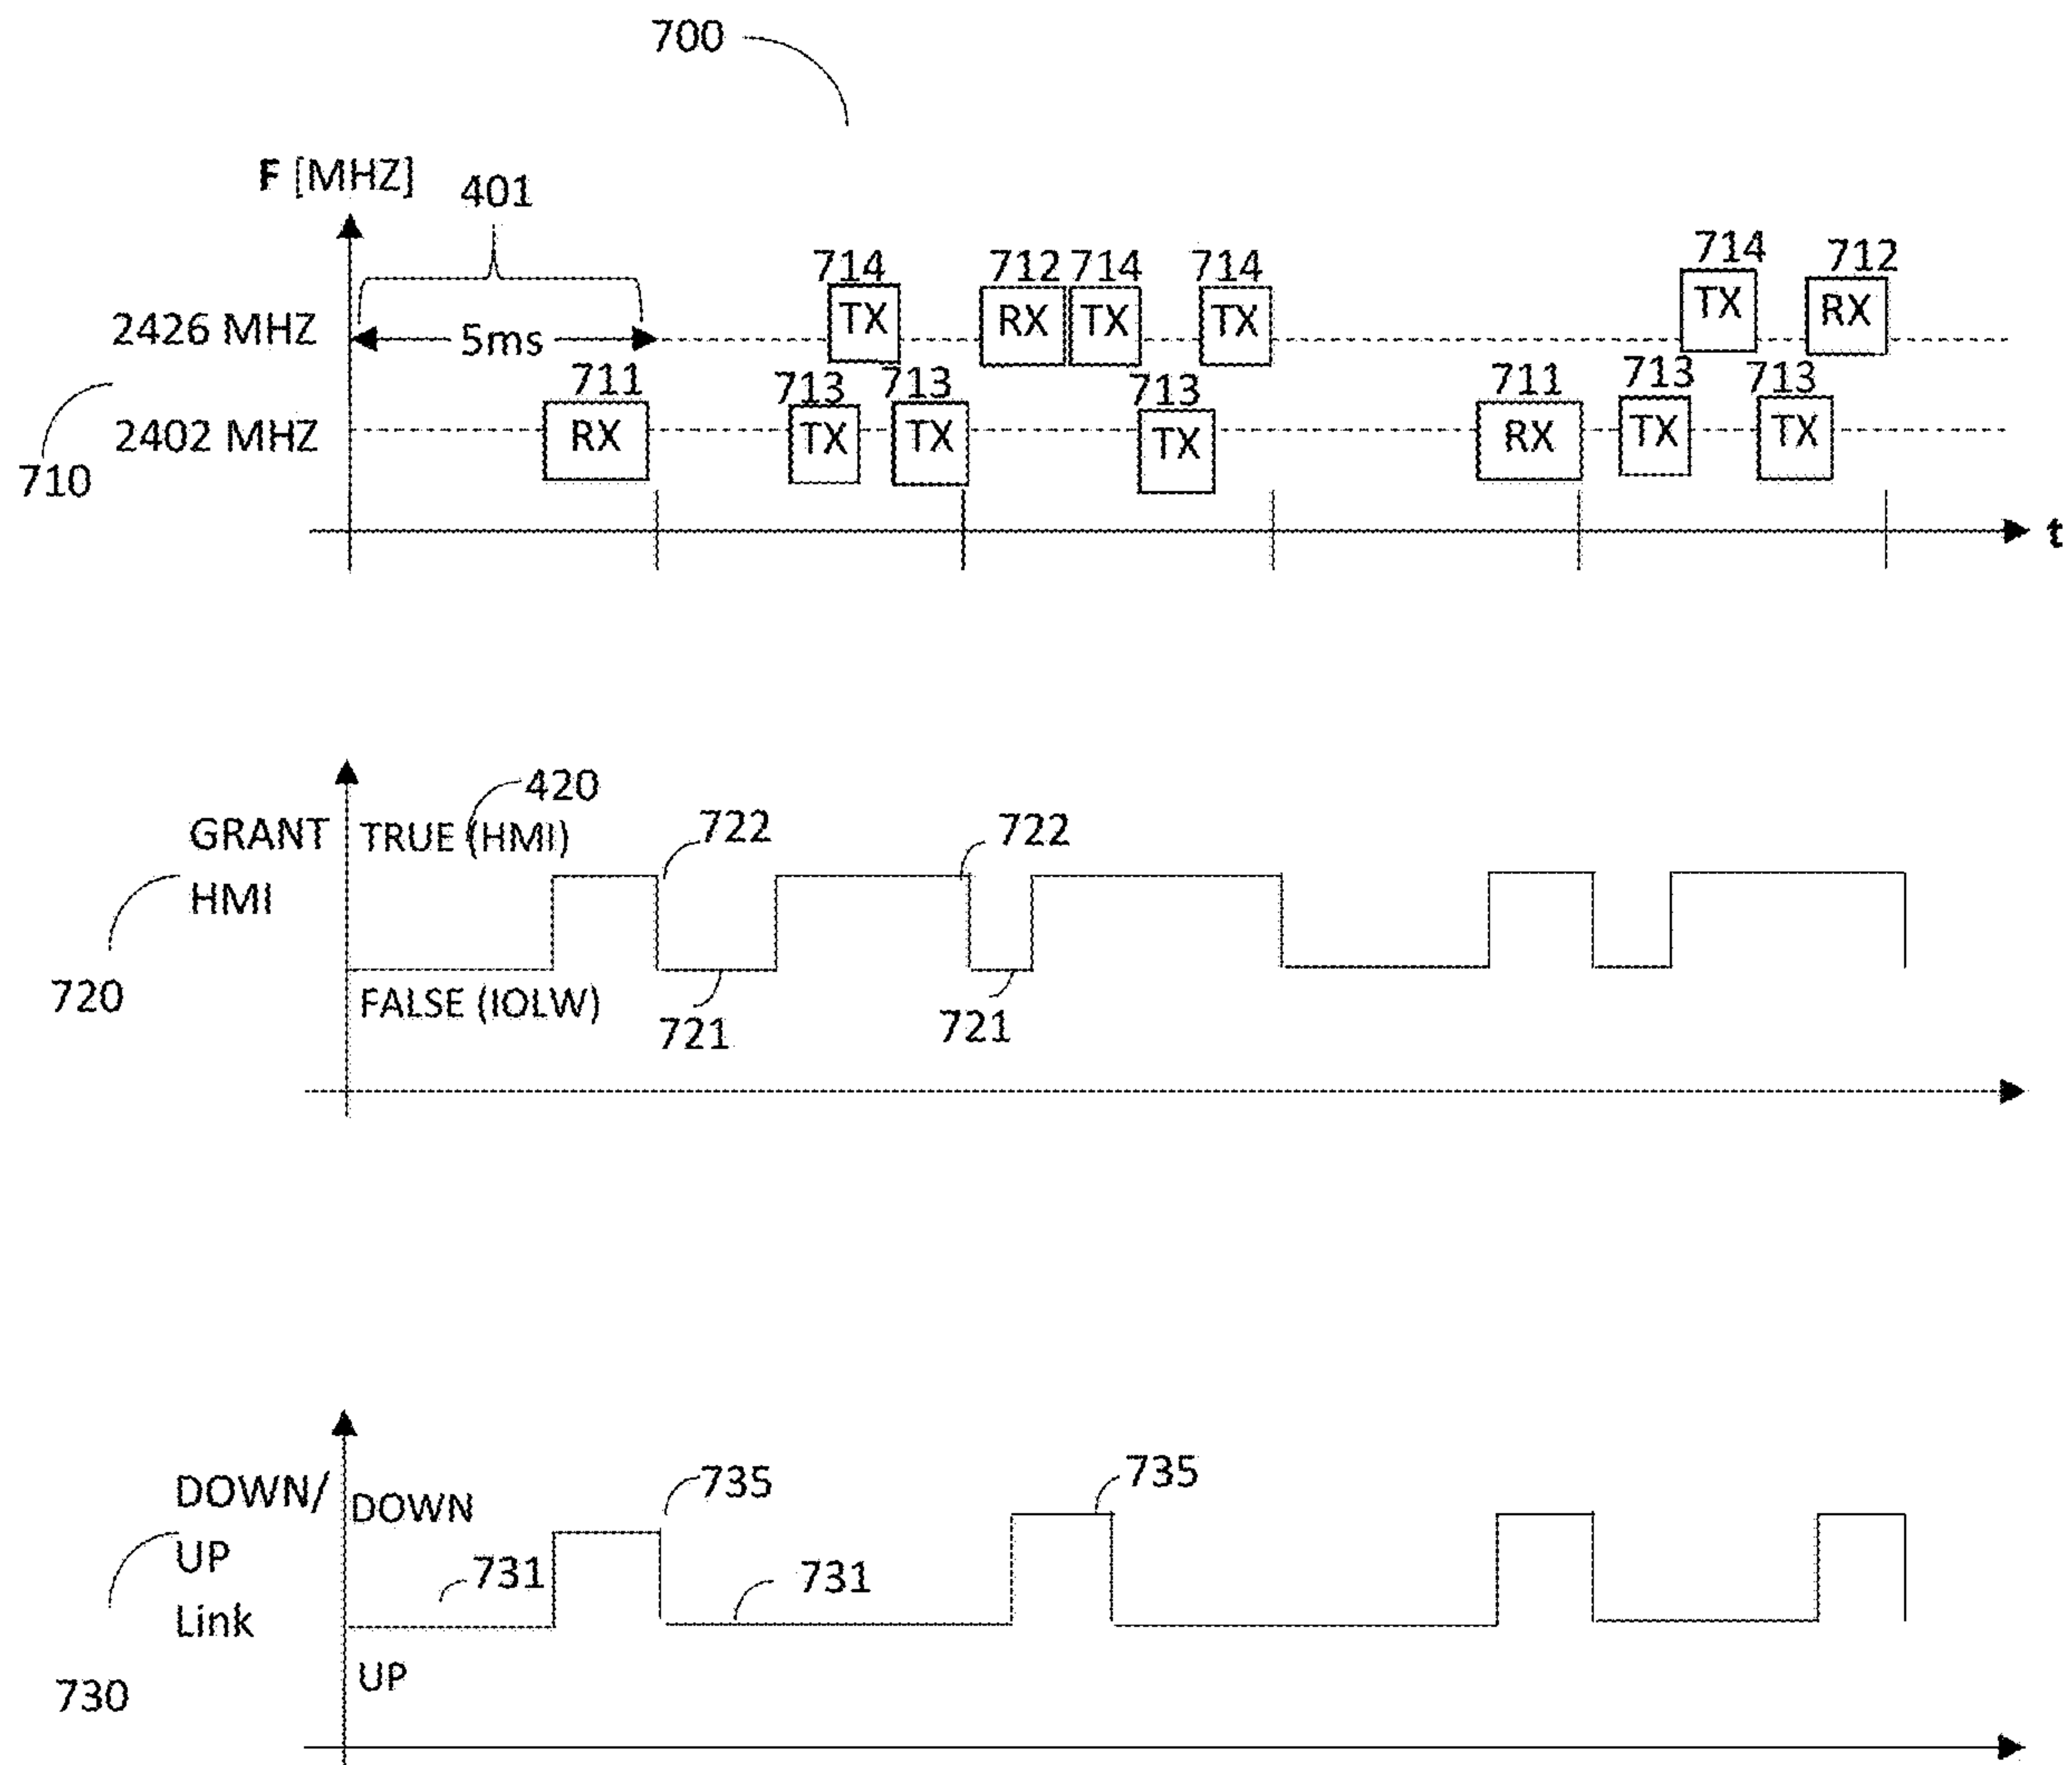 700
F [MHZ]
401
714 712 714 714 714 712
TX RX TX TX TX RX
2426 MHZ
5ms
711 713 713 713 711 713 713
2402 MHZ
RX TX TX TX RX TX TX
710
t
420
GRANT TRUE (HMI)
HMI
722 722
720
FALSE (IOLW)
721 721
735 735
DOWN/ DOWN
UP
Link
731 731
UP
730